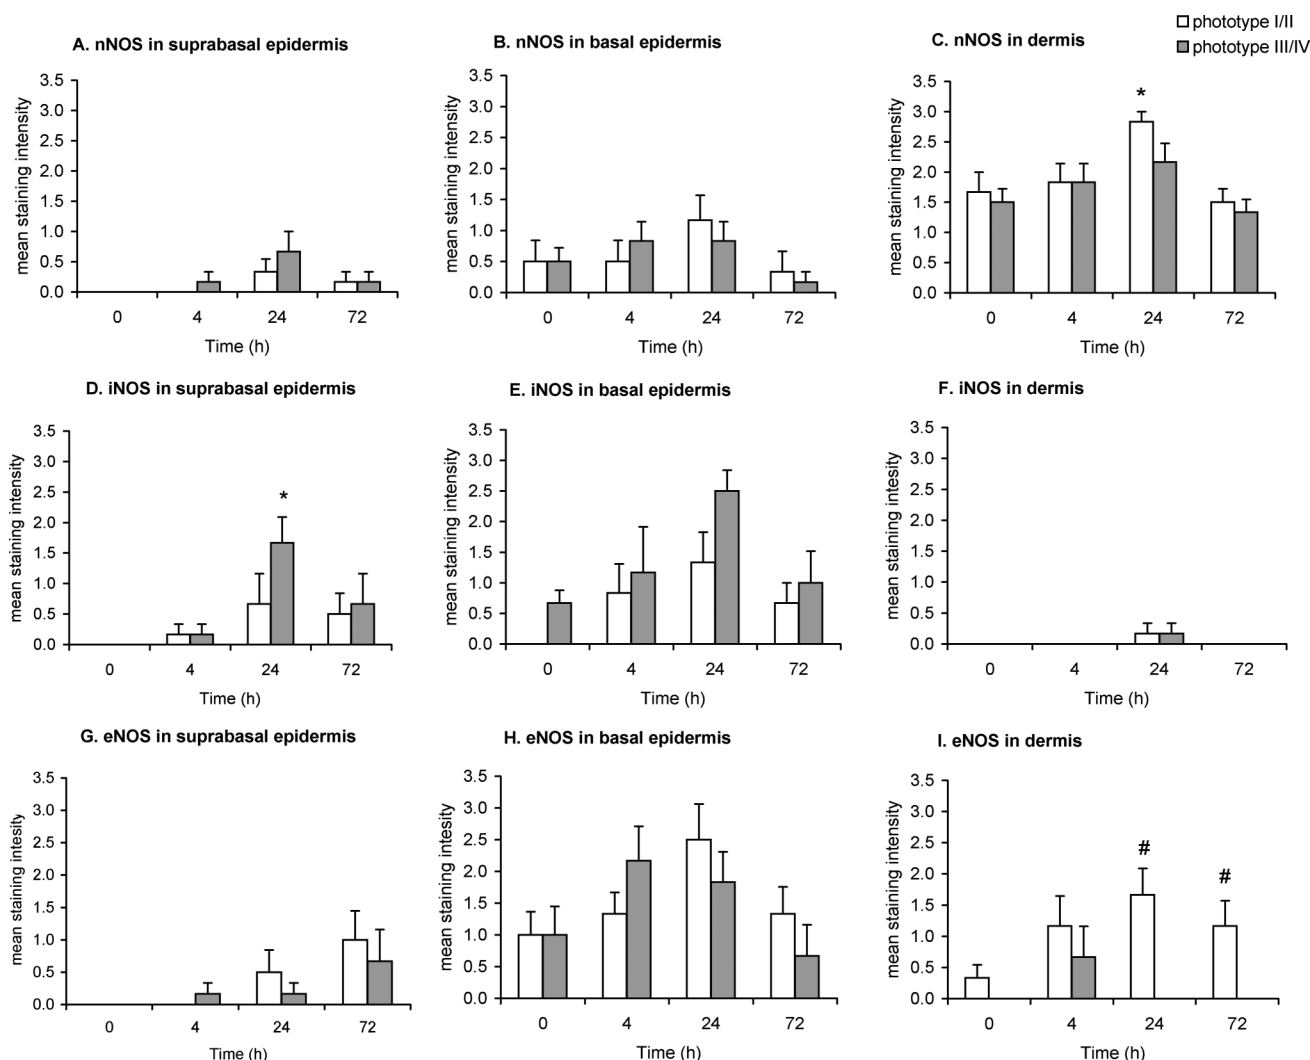 phototype I/II
phototype III/IV
A. nNOS in suprabasal epidermis
mean staining intensity
3.5
3.0
2.5
2.0
1.5
1.0
0.5
0.0
0 4 24 72
Time (h)
B. nNOS in basal epidermis
mean staining intensity
3.5
3.0
2.5
2.0
1.5
1.0
0.5
0.0
0 4 24 72
Time (h)
C. nNOS in dermis
mean staining intensity
3.5
3.0
2.5
2.0
1.5
1.0
0.5
0.0
*
0 4 24 72
Time (h)
D. iNOS in suprabasal epidermis
mean staining intensity
3.5
3.0
2.5
2.0
1.5
1.0
0.5
0.0
*
0 4 24 72
Time (h)
E. iNOS in basal epidermis
mean staining intensity
3.5
3.0
2.5
2.0
1.5
1.0
0.5
0.0
0 4 24 72
Time (h)
F. iNOS in dermis
mean staining intesity
3.5
3.0
2.5
2.0
1.5
1.0
0.5
0.0
0 4 24 72
Time (h)
G. eNOS in suprabasal epidermis
mean staining intesity
3.5
3.0
2.5
2.0
1.5
1.0
0.5
0.0
0 4 24 72
Time (h)
H. eNOS in basal epidermis
mean staining intesity
3.5
3.0
2.5
2.0
1.5
1.0
0.5
0.0
0 4 24 72
Time (h)
I. eNOS in dermis
mean staining intensity
3.5
3.0
2.5
2.0
1.5
1.0
0.5
0.0
# #
0 4 24 72
Time (h)